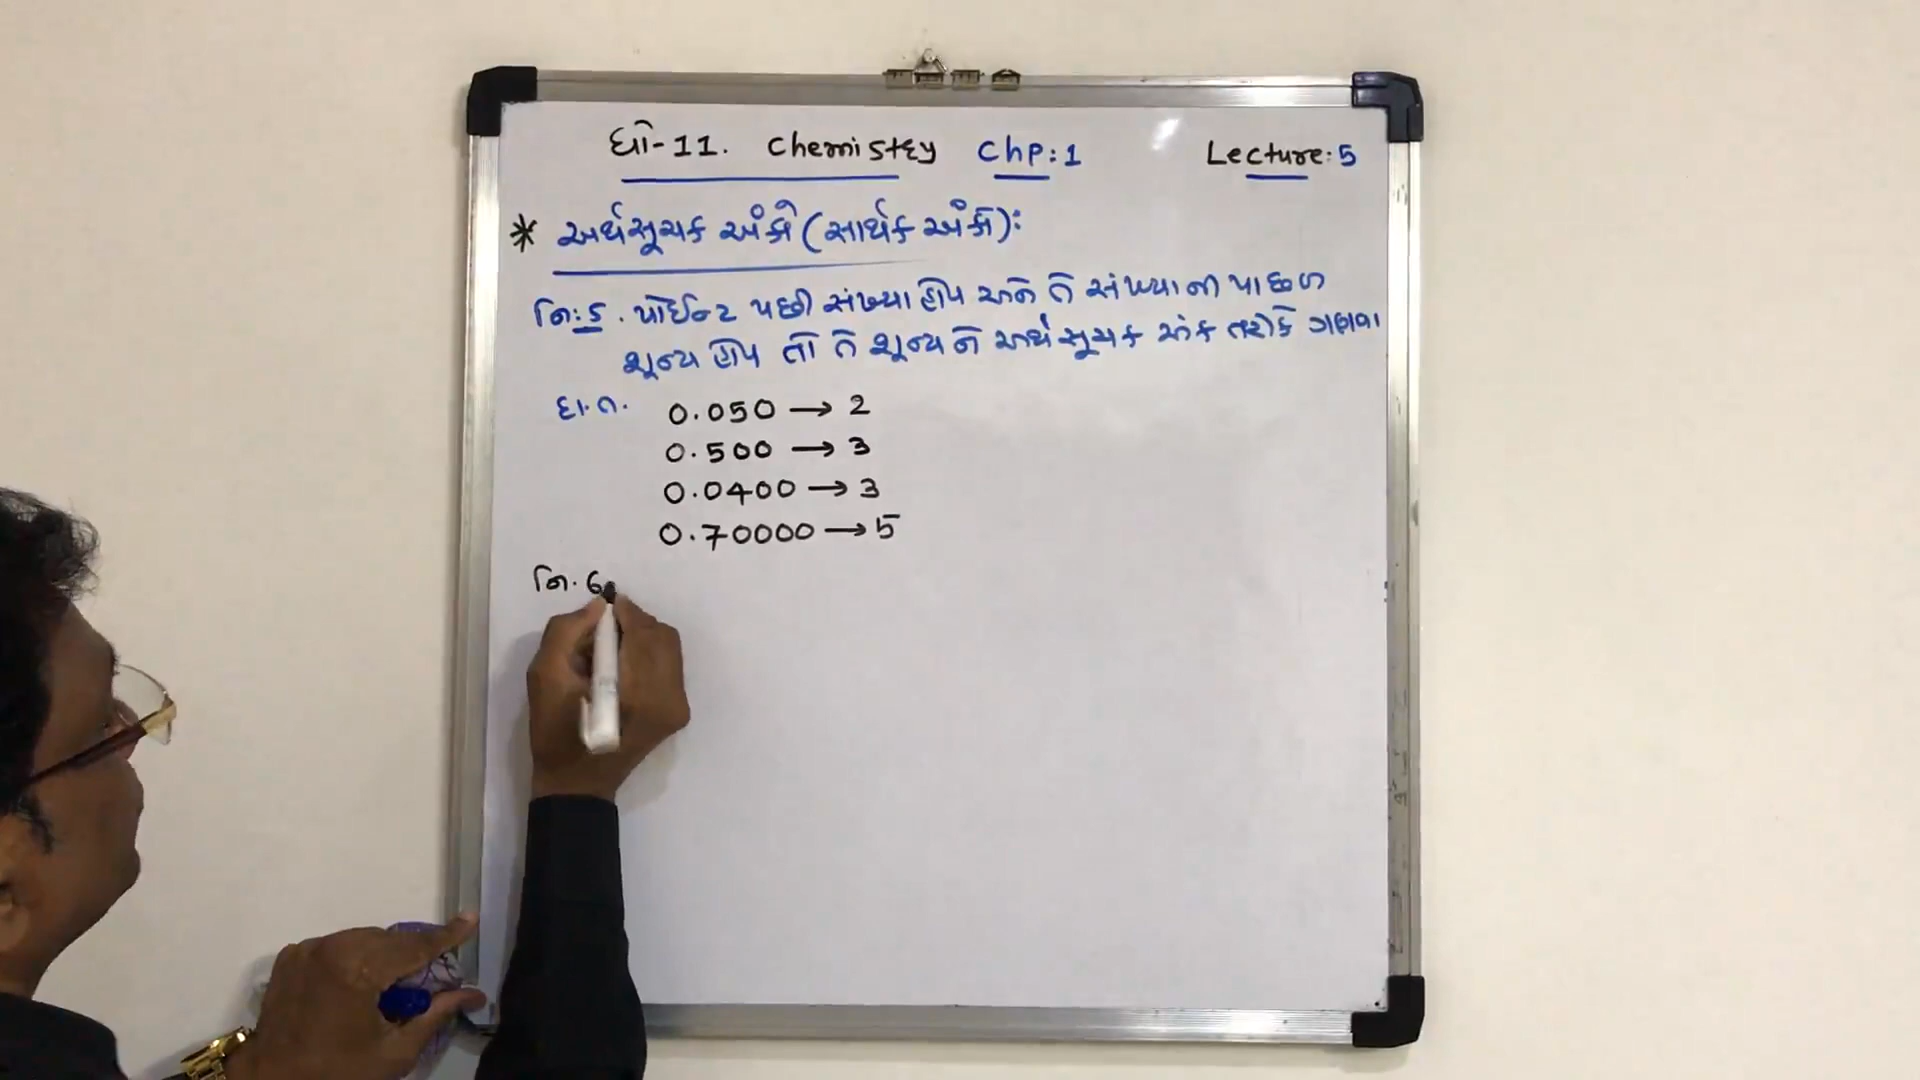 ધો-11. Chemistry Chp:1 Lecture:5
* અર્થસૂચક અંકો (સાર્થક અંકો):
નિ:5. પોઈન્ટ પછી સંખ્યા હોય અને તે સંખ્યાની પાછળ
શૂન્ય હોય તો તે શૂન્ય ને અર્થસૂચક અંક તરીકે ગણવા
દા.ત. 0.050 → 2
0.500 → 3
0.0400 → 3
0.70000 → 5
નિ. 6